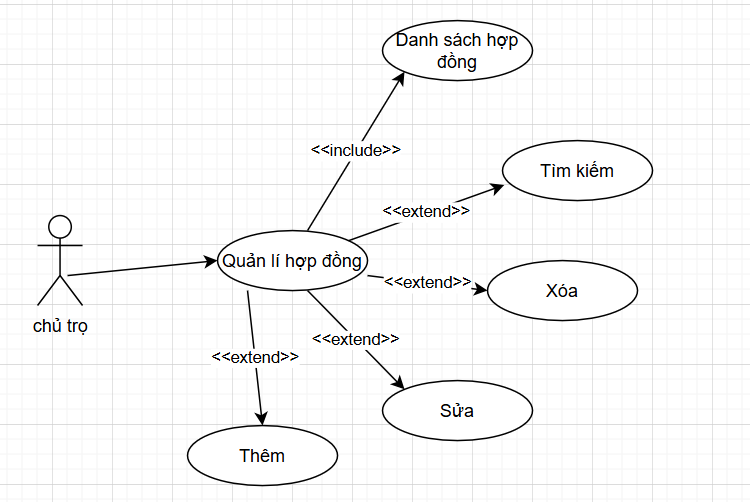 Danh sách hợp
đồng
<<include>>
Tìm kiếm
<<extend>>
Quản lí hợp đồng
<<extend>>
Xóa
chủ trọ
<<extend>>
<<extend>>
Sửa
Thêm